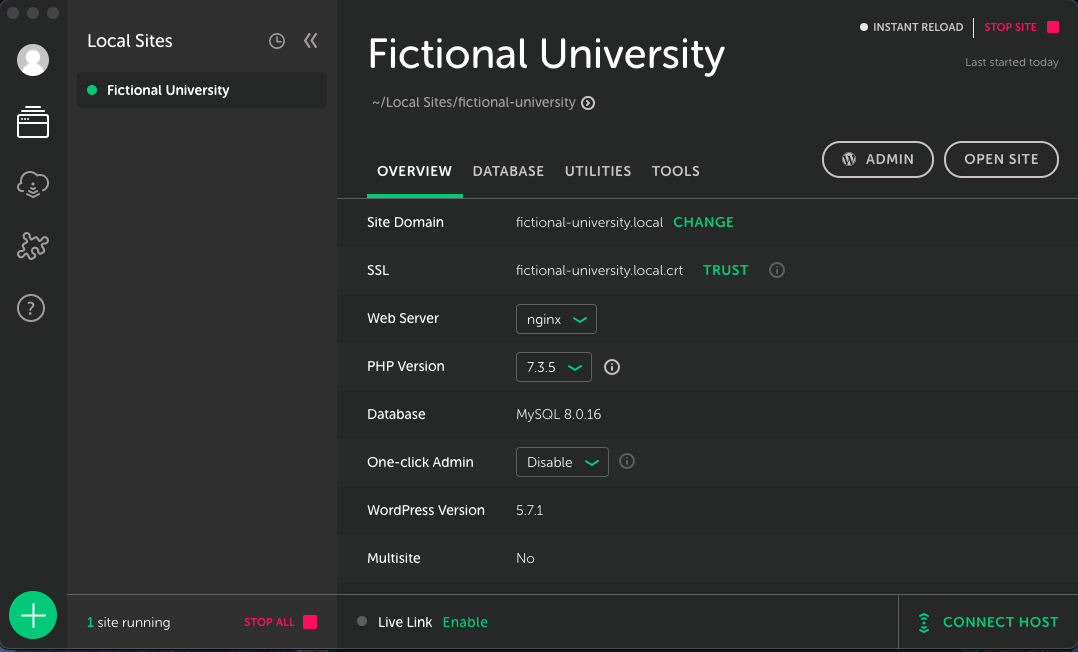 Local Sites
Fictional University
1 site running
STOP ALL
Fictional University
~/Local Sites/fictional-university
INSTANT RELOAD
STOP SITE
Last started today
ADMIN
OPEN SITE
OVERVIEW DATABASE UTILITIES TOOLS
Site Domain fictional-university.local CHANGE
SSL fictional-university.local.crt TRUST
Web Server nginx
PHP Version 7.3.5
Database MySQL 8.0.16
One-click Admin Disable
WordPress Version 5.7.1
Multisite No
Live Link Enable
CONNECT HOST